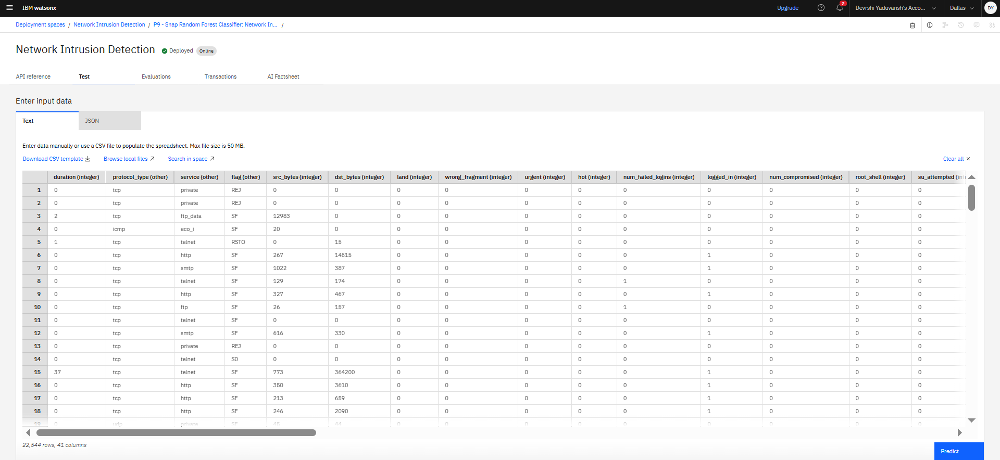 IBM watsonx
Upgrade
2
Devrshi Yaduvansh's Acco...
Dallas
DY
Deployment spaces / Network Intrusion Detection / P9 - Snap Random Forest Classifier: Network In... /
Network Intrusion Detection
Deployed
Online
API reference
Test
Evaluations
Transactions
AI Factsheet
Enter input data
Text
JSON
Enter data manually or use a CSV file to populate the spreadsheet. Max file size is 50 MB.
Download CSV template
Browse local files
Search in space
Clear all
duration (integer) protocol_type (other) service (other) flag (other) src_bytes (integer) dst_bytes (integer) land (integer) wrong_fragment (integer) urgent (integer) hot (integer) num_failed_logins (integer) logged_in (integer) num_compromised (integer) root_shell (integer) su_attempted (int
1 0 tcp private REJ 0 0 0 0 0 0 0 0 0 0 0
2 0 tcp private REJ 0 0 0 0 0 0 0 0 0 0 0
3 2 tcp ftp_data SF 12983 0 0 0 0 0 0 0 0 0 0
4 0 icmp eco_i SF 20 0 0 0 0 0 0 0 0 0 0
5 1 tcp telnet RSTO 0 15 0 0 0 0 0 0 0 0 0
6 0 tcp http SF 267 14515 0 0 0 0 0 1 0 0 0
7 0 tcp smtp SF 1022 387 0 0 0 0 0 1 0 0 0
8 0 tcp telnet SF 129 174 0 0 0 0 1 0 0 0 0
9 0 tcp http SF 327 467 0 0 0 0 0 1 0 0 0
10 0 tcp ftp SF 26 157 0 0 0 0 1 0 0 0 0
11 0 tcp telnet SF 0 0 0 0 0 0 0 0 0 0 0
12 0 tcp smtp SF 616 330 0 0 0 0 0 1 0 0 0
13 0 tcp private REJ 0 0 0 0 0 0 0 0 0 0 0
14 0 tcp telnet S0 0 0 0 0 0 0 0 0 0 0 0
15 37 tcp telnet SF 773 364200 0 0 0 0 0 1 0 0 0
16 0 tcp http SF 350 3610 0 0 0 0 0 1 0 0 0
17 0 tcp http SF 213 659 0 0 0 0 0 1 0 0 0
18 0 tcp http SF 246 2090 0 0 0 0 0 1 0 0 0
19 0 udp private SF 45 44 0 0 0 0 0 0 0 0 0
22,544 rows, 41 columns
Predict